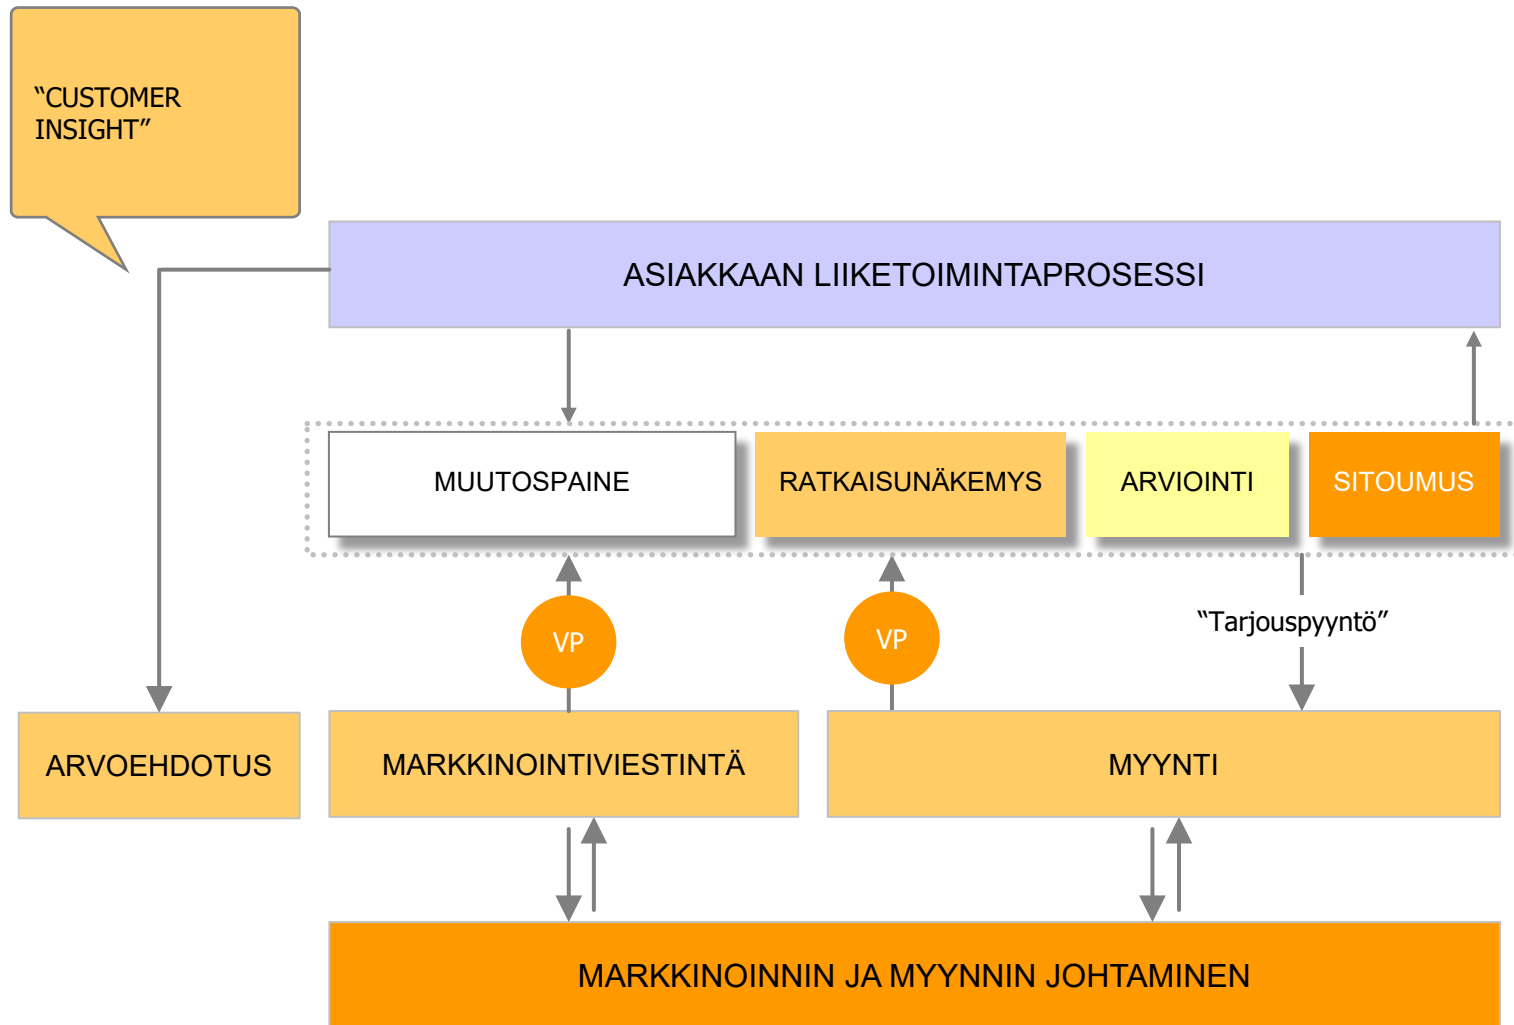 “CUSTOMER
INSIGHT”
ASIAKKAAN LIIKETOIMINTAPROSESSI
MUUTOSPAINE
RATKAISUNÄKEMYS
ARVIOINTI
SITOUMUS
VP
VP
“Tarjouspyyntö”
ARVOEHDOTUS
MARKKINOINTIVIESTINTÄ
MYYNTI
MARKKINOINNIN JA MYYNNIN JOHTAMINEN